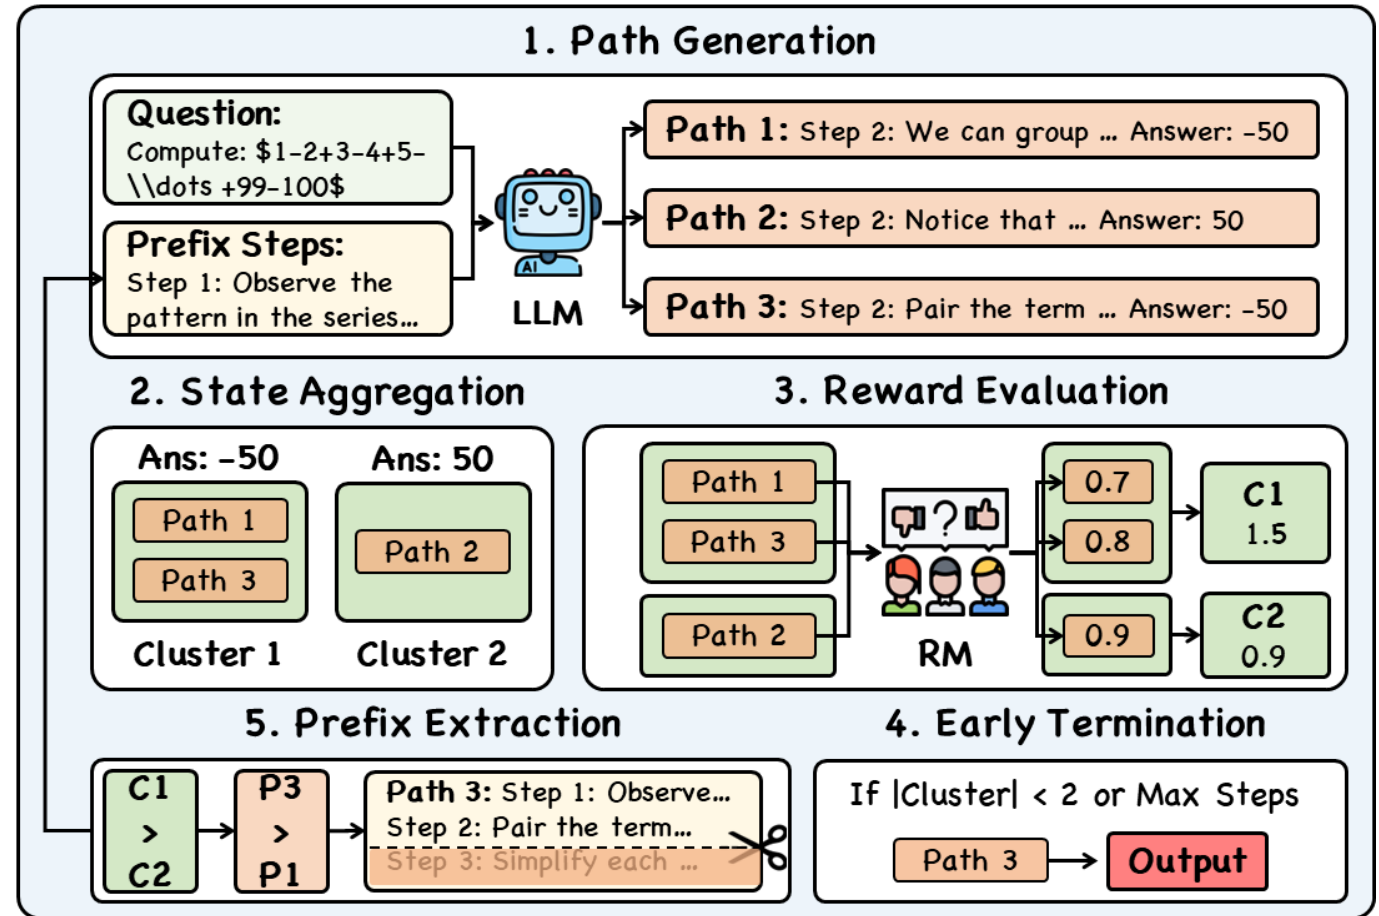 1. Path Generation
Question:
Compute: $1-2+3-4+5-
\\dots +99-100$
Prefix Steps:
Step 1: Observe the
pattern in the series...
AI
LLM
Path 1: Step 2: We can group ... Answer: -50
Path 2: Step 2: Notice that ... Answer: 50
Path 3: Step 2: Pair the term ... Answer: -50
2. State Aggregation
Ans: -50
Path 1
Path 3
Cluster 1
Ans: 50
Path 2
Cluster 2
3. Reward Evaluation
Path 1
Path 3
Path 2
?
RM
0.7
0.8
0.9
C1
1.5
C2
0.9
5. Prefix Extraction
C1
>
C2
P3
>
P1
Path 3: Step 1: Observe...
Step 2: Pair the term...
Step 3: Simplify each ...
4. Early Termination
If |Cluster| < 2 or Max Steps
Path 3
Output